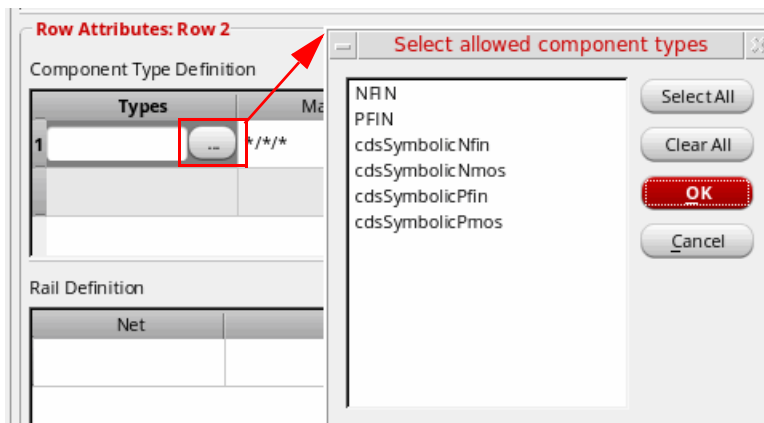 Row Attributes: Row 2
Component Type Definition
Types
Ma
1
...
*/*/*
Rail Definition
Net
Select allowed component types
NFIN
PFIN
cdsSymbolicNfin
cdsSymbolicNmos
cdsSymbolicPfin
cdsSymbolicPmos
Select All
Clear All
OK
Cancel